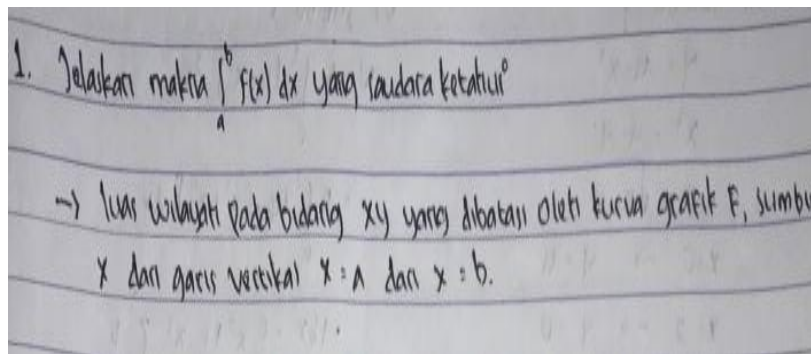 1. Jelaskan makna ∫ₐᵇ f(x) dx yang saudara ketahui
→ luas wilayah pada bidang xy yang dibatasi oleh kurva grafik F, sumbu
x dan garis vertikal x = a dan x = b.